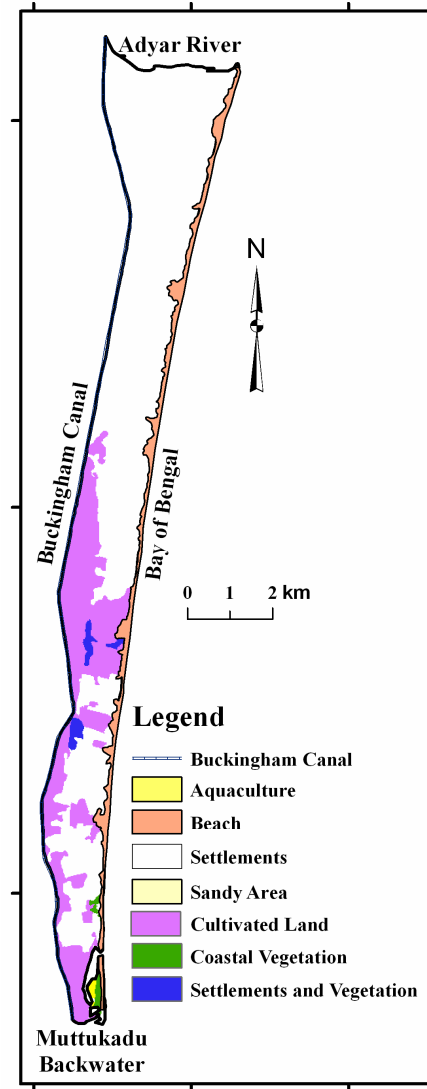 Adyar River
N
Buckingham Canal
Bay of Bengal
0 1 2 km
Legend
Buckingham Canal
Aquaculture
Beach
Settlements
Sandy Area
Cultivated Land
Coastal Vegetation
Settlements and Vegetation
Muttukadu
Backwater